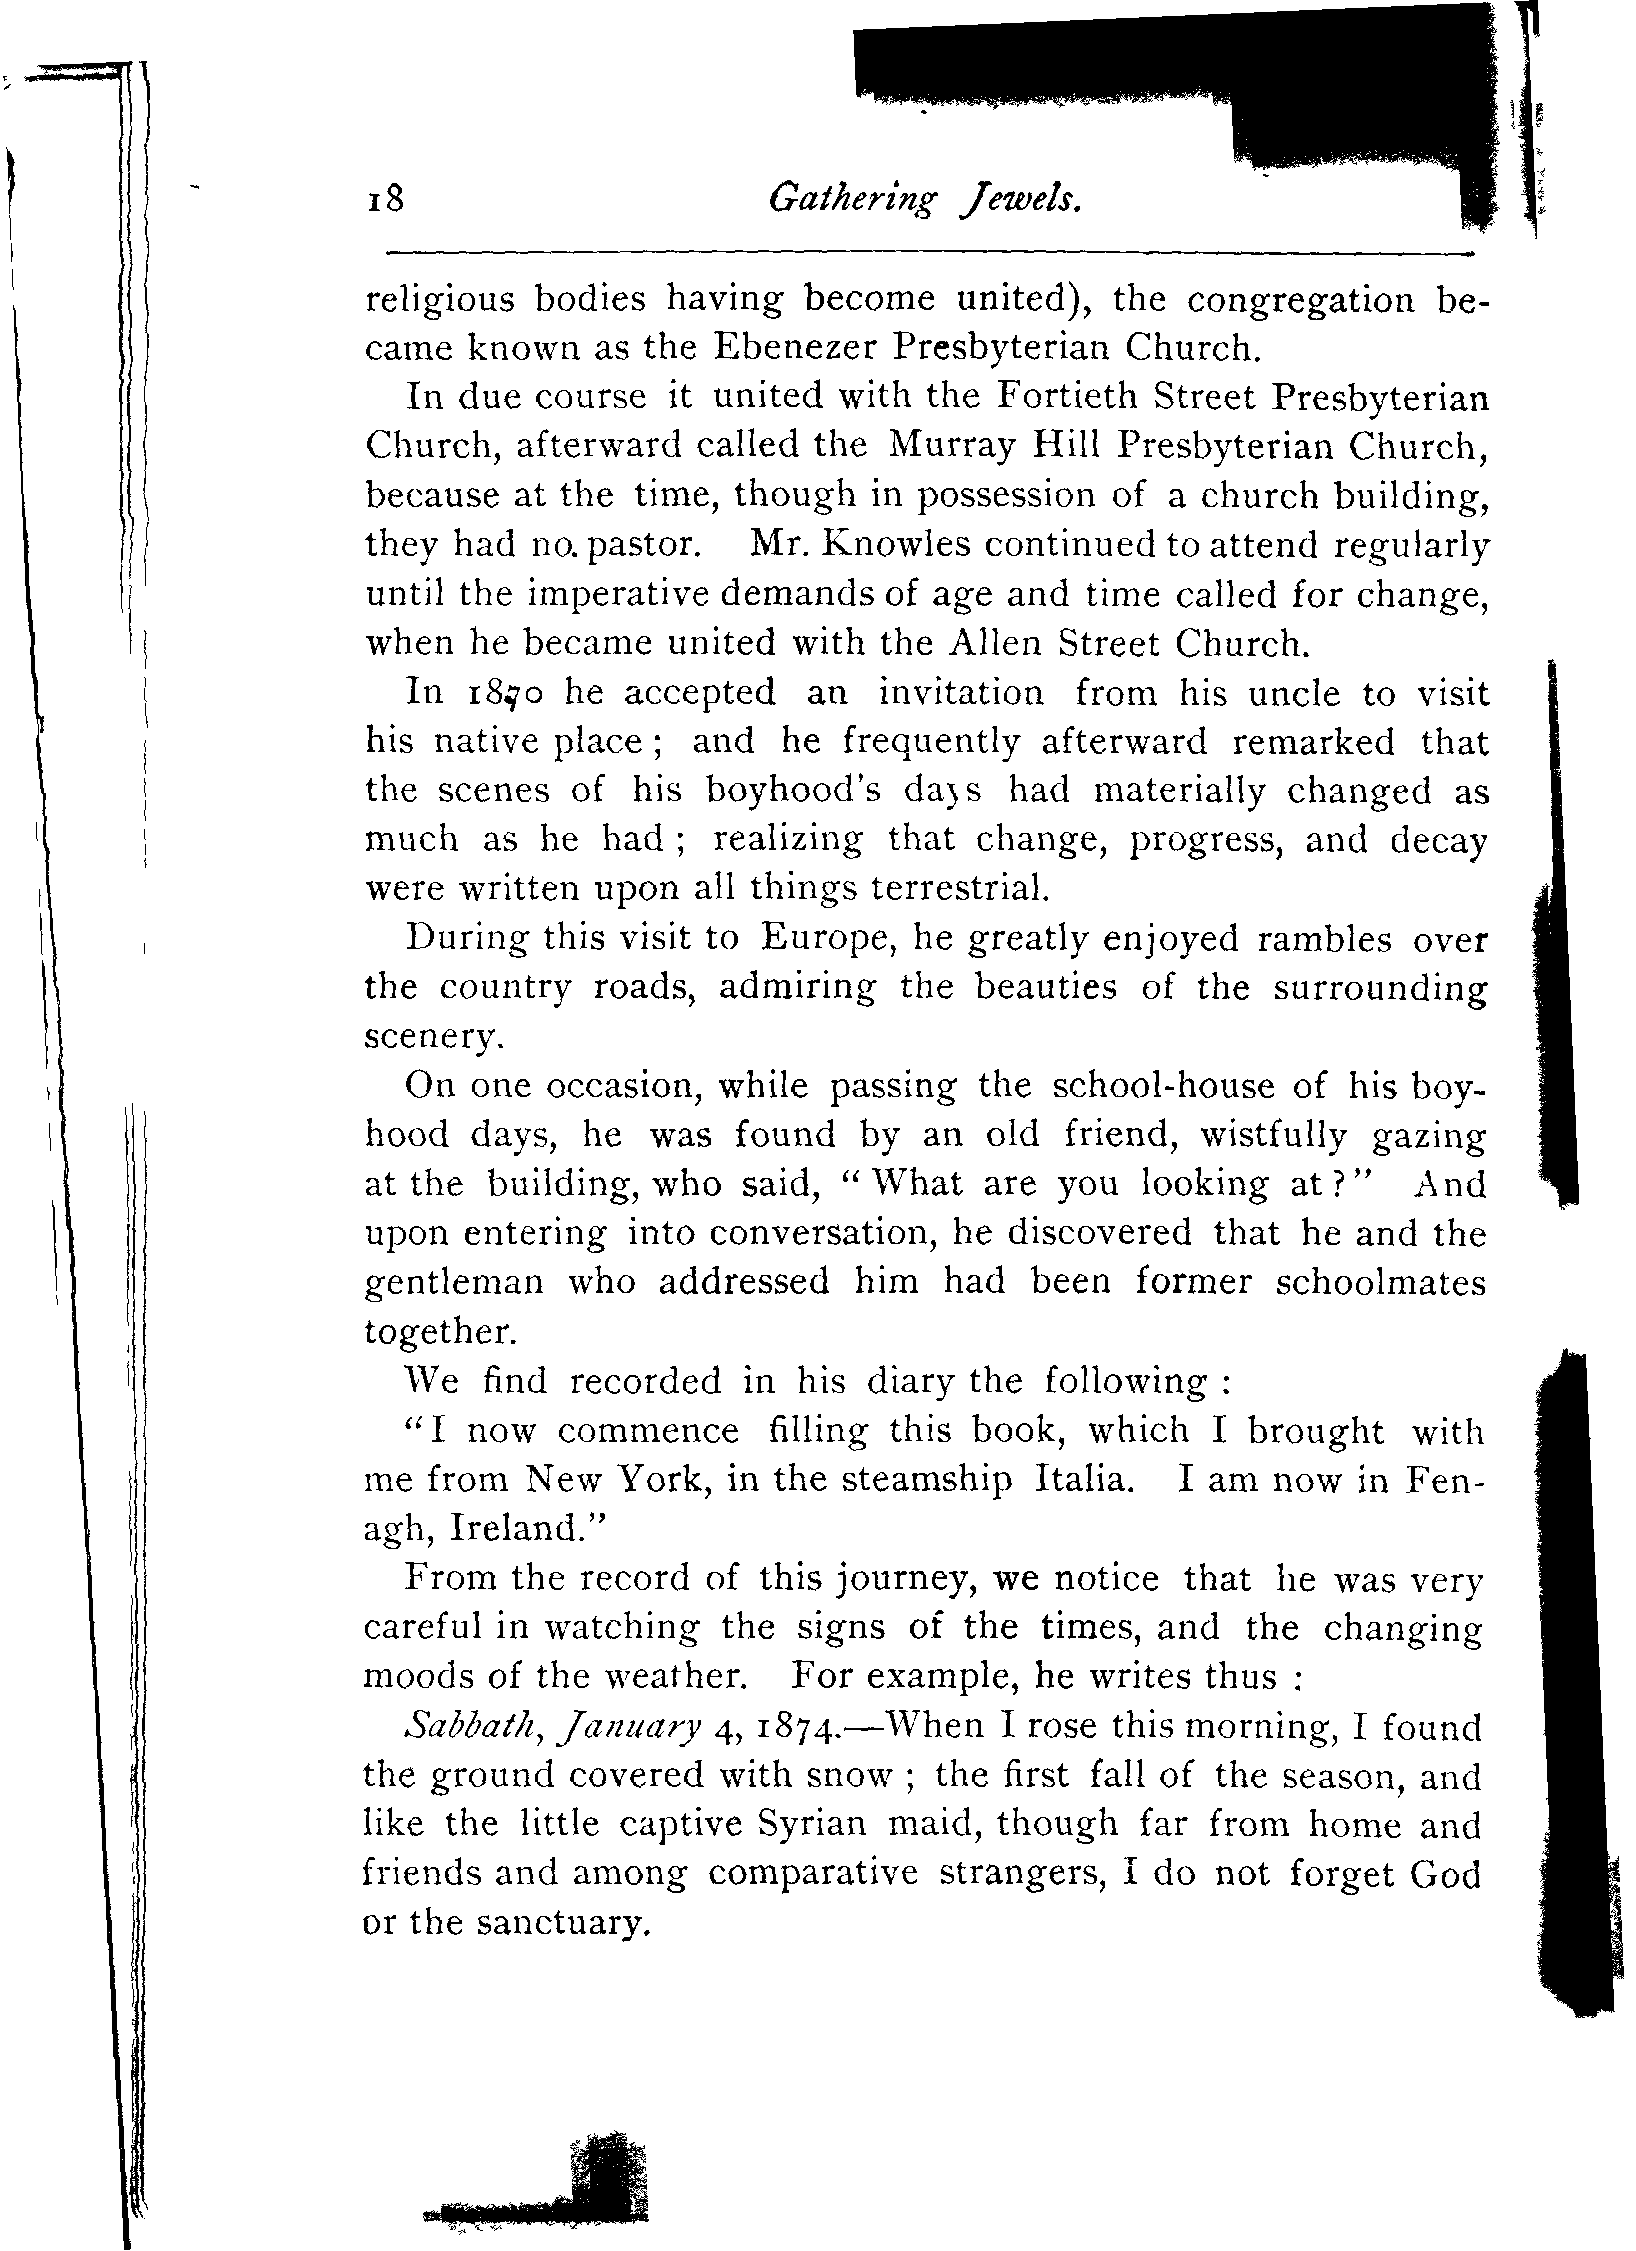 18 Gathering Jewels.
religious bodies having become united), the congregation be-
came known as the Ebenezer Presbyterian Church.
In due course it united with the Fortieth Street Presbyterian
Church, afterward called the Murray Hill Presbyterian Church,
because at the time, though in possession of a church building,
they had no. pastor. Mr. Knowles continued to attend regularly
until the imperative demands of age and time called for change,
when he became united with the Allen Street Church.
In 1870 he accepted an invitation from his uncle to visit
his native place ; and he frequently afterward remarked that
the scenes of his boyhood's days had materially changed as
much as he had ; realizing that change, progress, and decay
were written upon all things terrestrial.
During this visit to Europe, he greatly enjoyed rambles over
the country roads, admiring the beauties of the surrounding
scenery.
On one occasion, while passing the school-house of his boy-
hood days, he was found by an old friend, wistfully gazing
at the building, who said, “ What are you looking at ?” And
upon entering into conversation, he discovered that he and the
gentleman who addressed him had been former schoolmates
together.
We find recorded in his diary the following :
“ I now commence filling this book, which I brought with
me from New York, in the steamship Italia. I am now in Fen-
agh, Ireland.”
From the record of this journey, we notice that he was very
careful in watching the signs of the times, and the changing
moods of the weather. For example, he writes thus :
Sabbath, January 4, 1874.—When I rose this morning, I found
the ground covered with snow ; the first fall of the season, and
like the little captive Syrian maid, though far from home and
friends and among comparative strangers, I do not forget God
or the sanctuary.